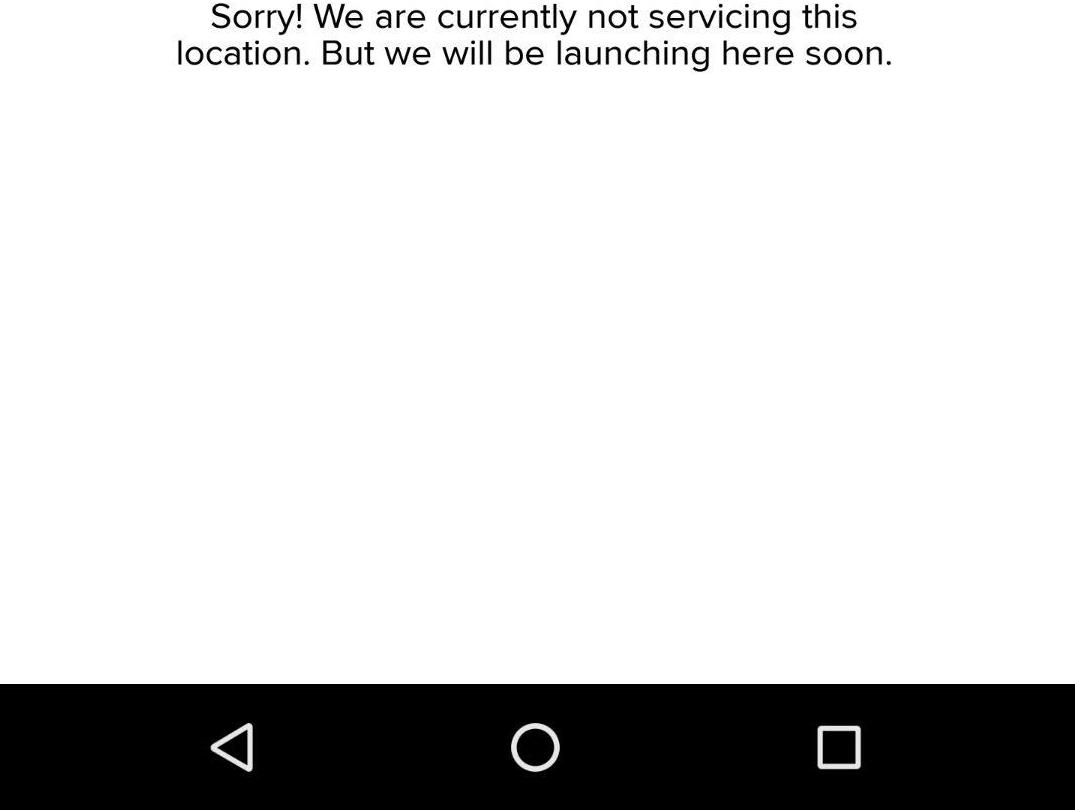 Sorry! We are currently not servicing this
location. But we will be launching here soon.